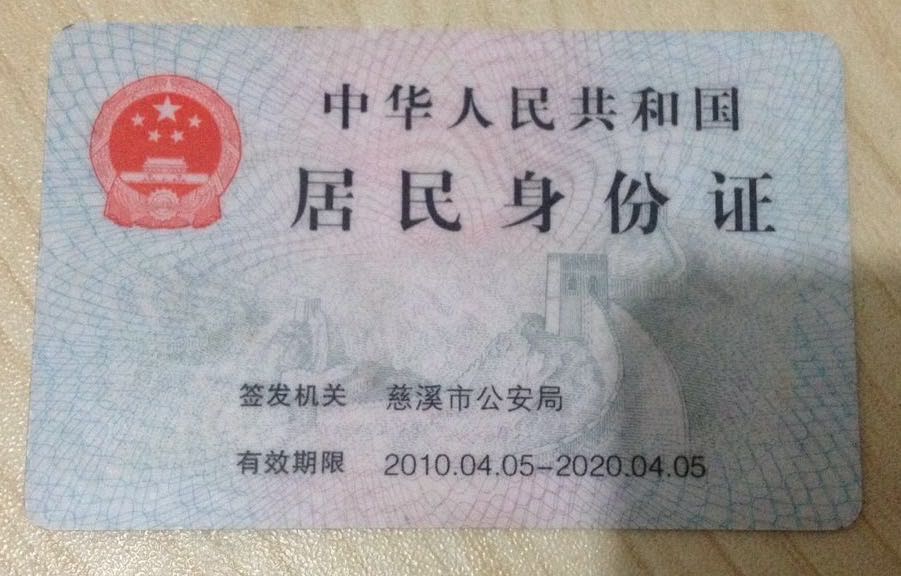 中华人民共和国
居民身份证
签发机关 慈溪市公安局
有效期限 2010.04.05-2020.04.05